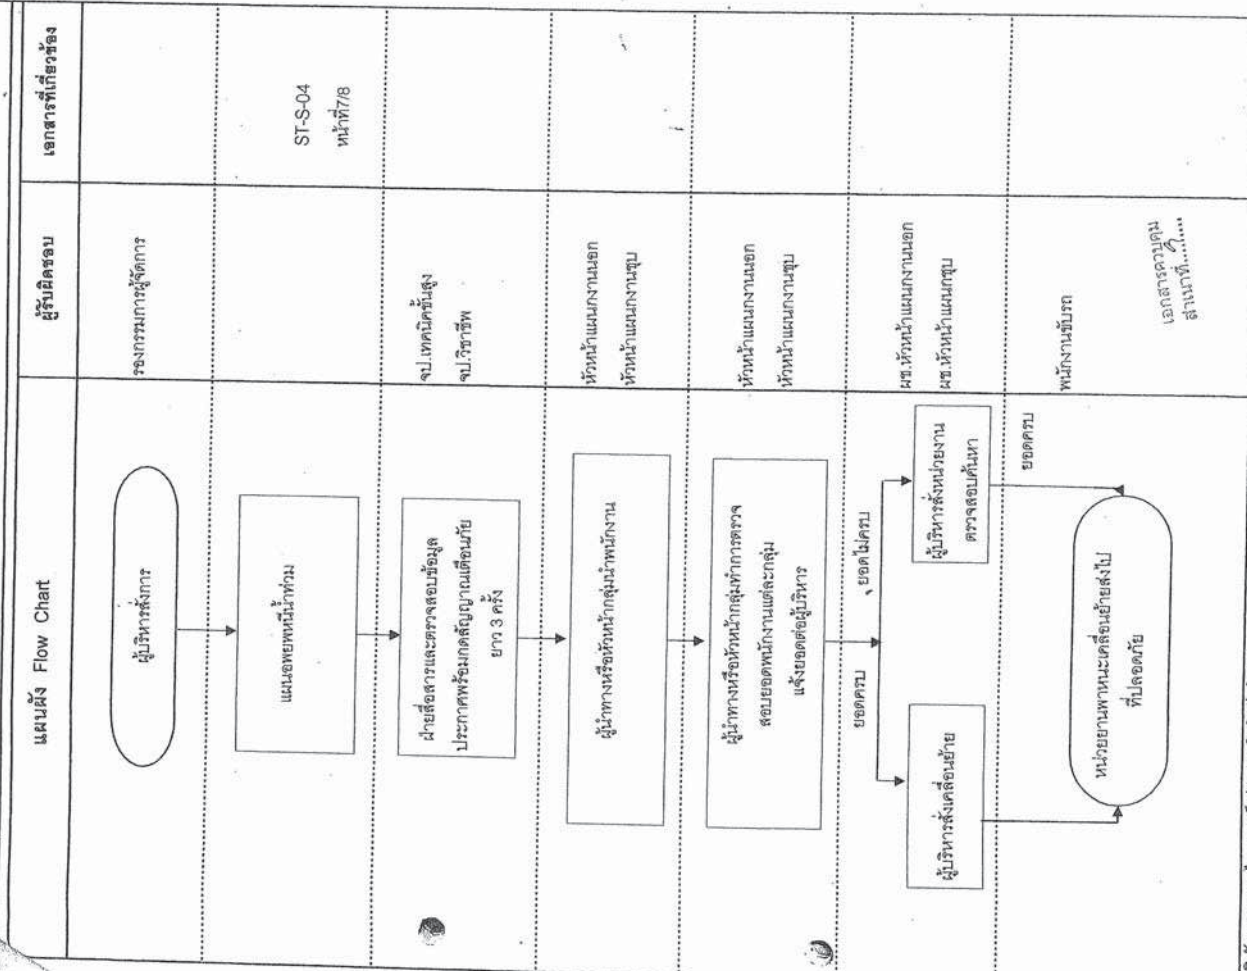 แผนผัง Flow Chart
ผู้รับผิดชอบ
เอกสารที่เกี่ยวข้อง
ผู้บริหารสั่งการ
รองกรรมการผู้จัดการ
แผนอพยพหนีน้ำท่วม
ST-S-04
หน้าที่7/8
ฝ่ายสื่อสารและตรวจสอบข้อมูล
ประกาศพร้อมกดสัญญาณเตือนภัย
ยาว 3 ครั้ง
จป.เทคนิคขั้นสูง
จป.วิชาชีพ
ผู้นำทางหรือหัวหน้ากลุ่มนำพนักงาน
หัวหน้าแผนกงานนอก
หัวหน้าแผนกงานชุบ
ผู้นำทางหรือหัวหน้ากลุ่มทำการตรวจ
สอบยอดพนักงานแต่ละกลุ่ม
แจ้งยอดต่อผู้บริหาร
หัวหน้าแผนกงานนอก
หัวหน้าแผนกงานชุบ
ยอดครบ
ยอดไม่ครบ
ผู้บริหารสั่งเคลื่อนย้าย
ผู้บริหารสั่งหน่วยงาน
ตรวจสอบค้นหา
ผช.หัวหน้าแผนกงานนอก
ผช.หัวหน้าแผนกชุบ
ยอดครบ
หน่วยยานพาหนะเคลื่อนย้ายส่งไป
ที่ปลอดภัย
พนักงานขับรถ
เอกสารควบคุม
สำเนาที่